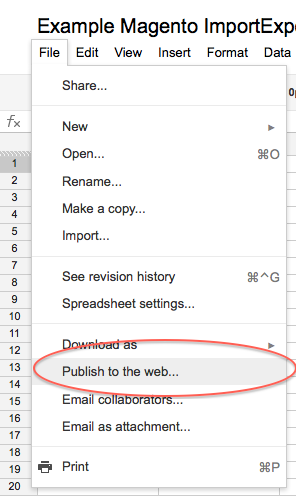 Example Magento ImportExpo
File Edit View Insert Format Data
Share...
fx
New ►
1
Open... ⌘O
2
Rename...
3
Make a copy...
4
Import...
5
6
7
See revision history ⌘^G
8
Spreadsheet settings...
9
10
11
Download as ►
12
Publish to the web...
13
14
Email collaborators...
15
16
Email as attachment...
17
18
Print ⌘P
19
20